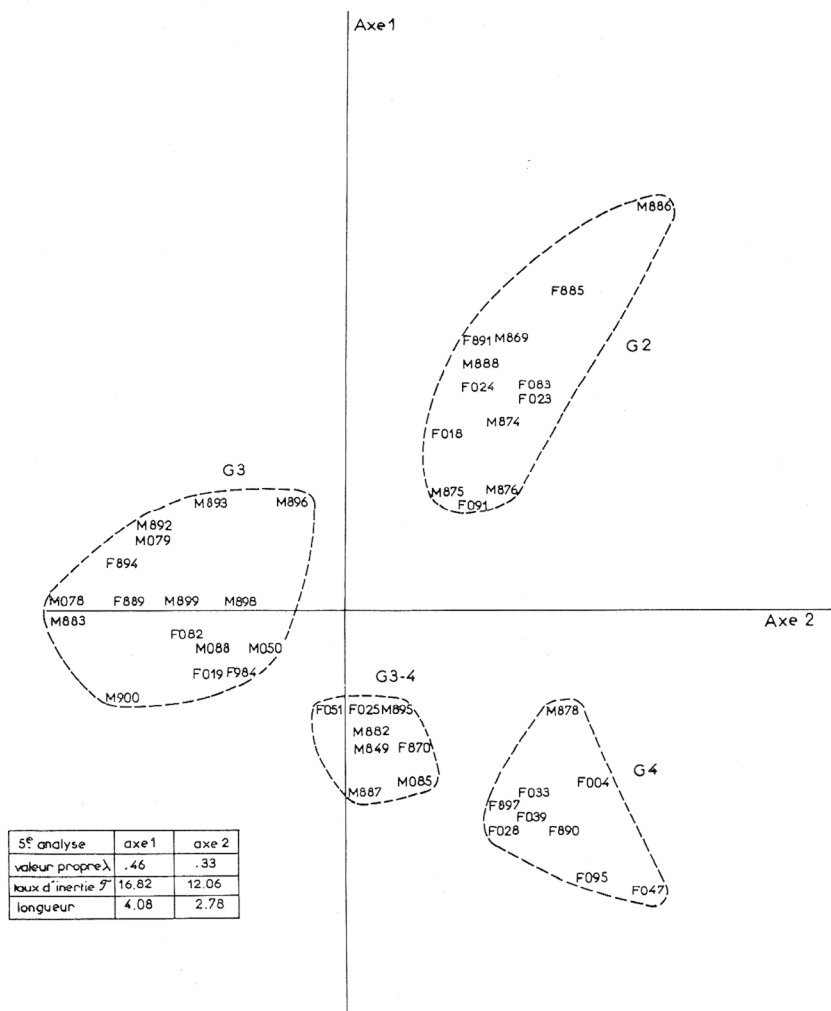 Axe1
M886
F885
F891 M869
G2
M888
F024 F083
F023
M874
F018
G3
M875 M876
M893 M896
F091
M892
M079
F894
M078 F889 M899 M898
M883
Axe 2
F082
M088 M050
F019 F984
G3-4
M900
F051 F025 M895
M878
M882
M849 F870
G4
M085
F004
M887
F033
F897
F039
F028 F890
5e analyse axe1 axe 2
valeur propre λ .46 .33
F095
taux d'inertie τ 16.82 12.06
F047
longueur 4.08 2.78